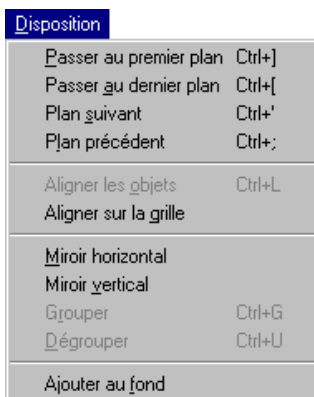 Disposition
Passer au premier plan Ctrl+]
Passer au dernier plan Ctrl+[
Plan suivant Ctrl+'
Plan précédent Ctrl+;
Aligner les objets Ctrl+L
Aligner sur la grille
Miroir horizontal
Miroir vertical
Grouper Ctrl+G
Dégrouper Ctrl+U
Ajouter au fond